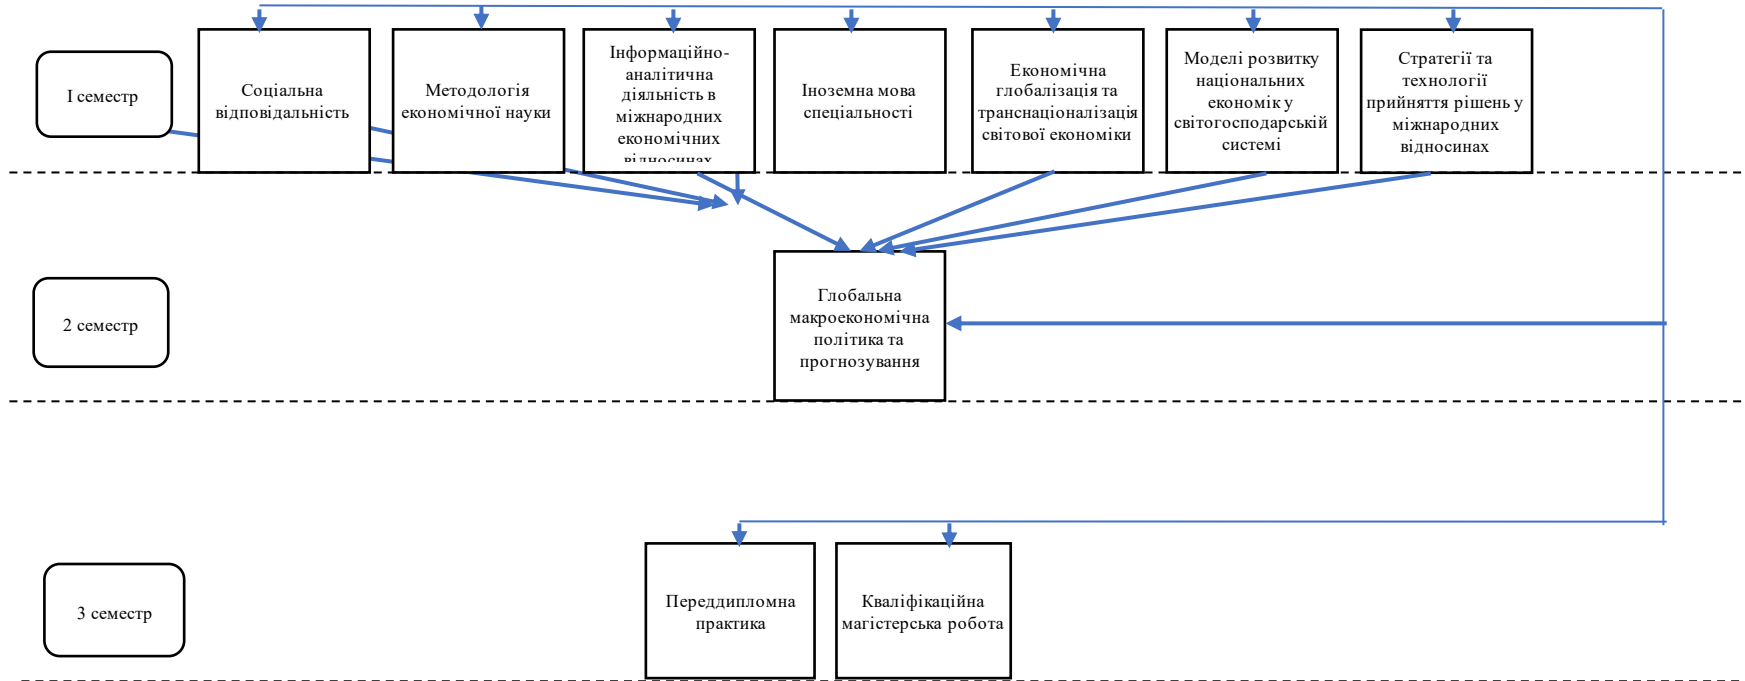 І семестр
Соціальна
відповідальність
Методологія
економічної науки
Інформаційно-
аналітична
діяльність в
міжнародних
економічних
відносинах
Іноземна мова
спеціальності
Економічна
глобалізація та
транснаціоналізація
світової економіки
Моделі розвитку
національних
економік у
світогосподарській
системі
Стратегії та
технології
прийняття рішень у
міжнародних
відносинах
2 семестр
Глобальна
макроекономічна
політика та
прогнозування
3 семестр
Переддипломна
практика
Кваліфікаційна
магістерська робота